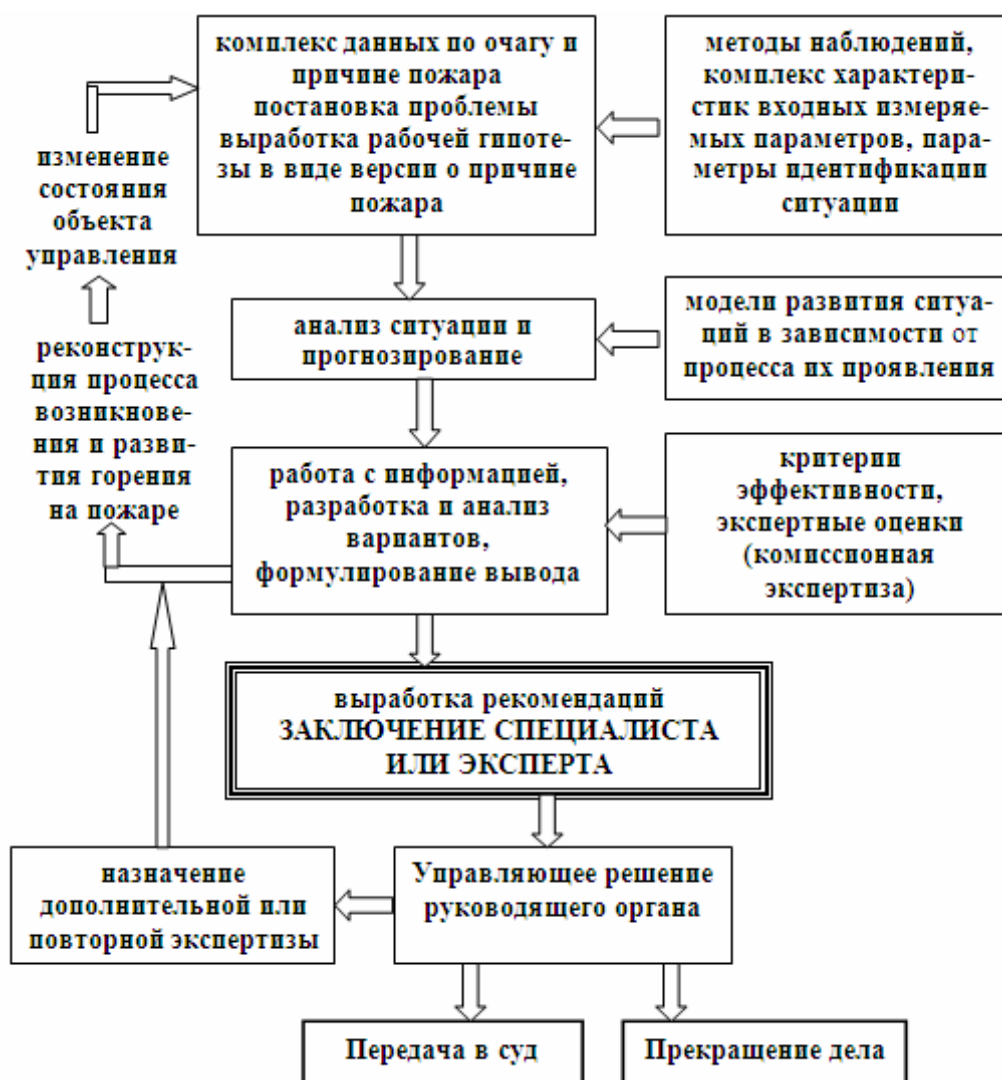 комплекс данных по очагу и
причине пожара
постановка проблемы
выработка рабочей гипоте-
зы в виде версии о причине
пожара
методы наблюдений,
комплекс характери-
стик входных измеряе-
мых параметров, пара-
метры идентификации
ситуации
изменение
состояния
объекта
управления
анализ ситуации и
прогнозирование
модели развития ситуа-
ций в зависимости от
процесса их проявления
реконструк-
ция процесса
возникнове-
ния и разви-
тия горения
на пожаре
работа с информацией,
разработка и анализ
вариантов,
формулирование вывода
критерии
эффективности,
экспертные оценки
(комиссионная
экспертиза)
выработка рекомендаций
ЗАКЛЮЧЕНИЕ СПЕЦИАЛИСТА
ИЛИ ЭКСПЕРТА
назначение
дополнительной или
повторной экспертизы
Управляющее решение
руководящего органа
Передача в суд
Прекращение дела